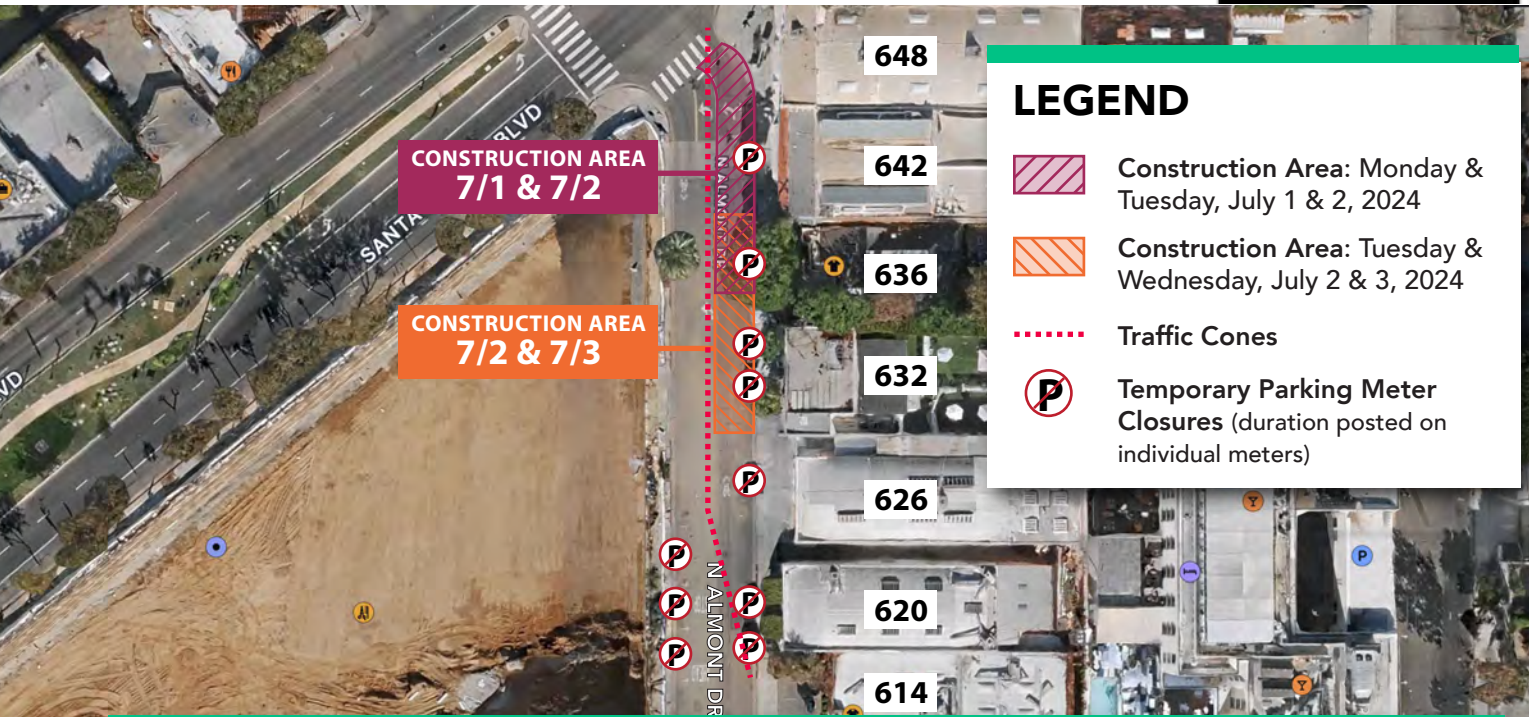 648
642
636
632
626
620
614
CONSTRUCTION AREA
7/1 & 7/2
CONSTRUCTION AREA
7/2 & 7/3
SANTA
BLVD
N ALMONT DR
N ALMONT DR
LEGEND
Construction Area: Monday &
Tuesday, July 1 & 2, 2024
Construction Area: Tuesday &
Wednesday, July 2 & 3, 2024
Traffic Cones
P
Temporary Parking Meter
Closures (duration posted on
individual meters)
P
P
P
P
P
P
P
P
P
P
P